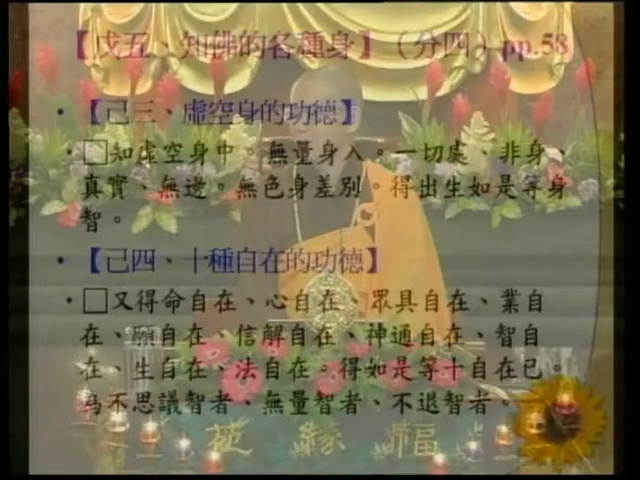 【戊五、知佛的各種身】（分四）pp.58
•【己三、虛空身的功德】
•□知虛空身中。無量身入。一切處、非身、
真實、無邊。無色身差別。得出生如是等身
智。
•【己四、十種自在的功德】
•□又得命自在、心自在、眾具自在、業自
在、願自在、信解自在、神通自在、智自
在、生自在、法自在。得如是等十自在已。
為不思議智者、無量智者、不退智者。
緣 福